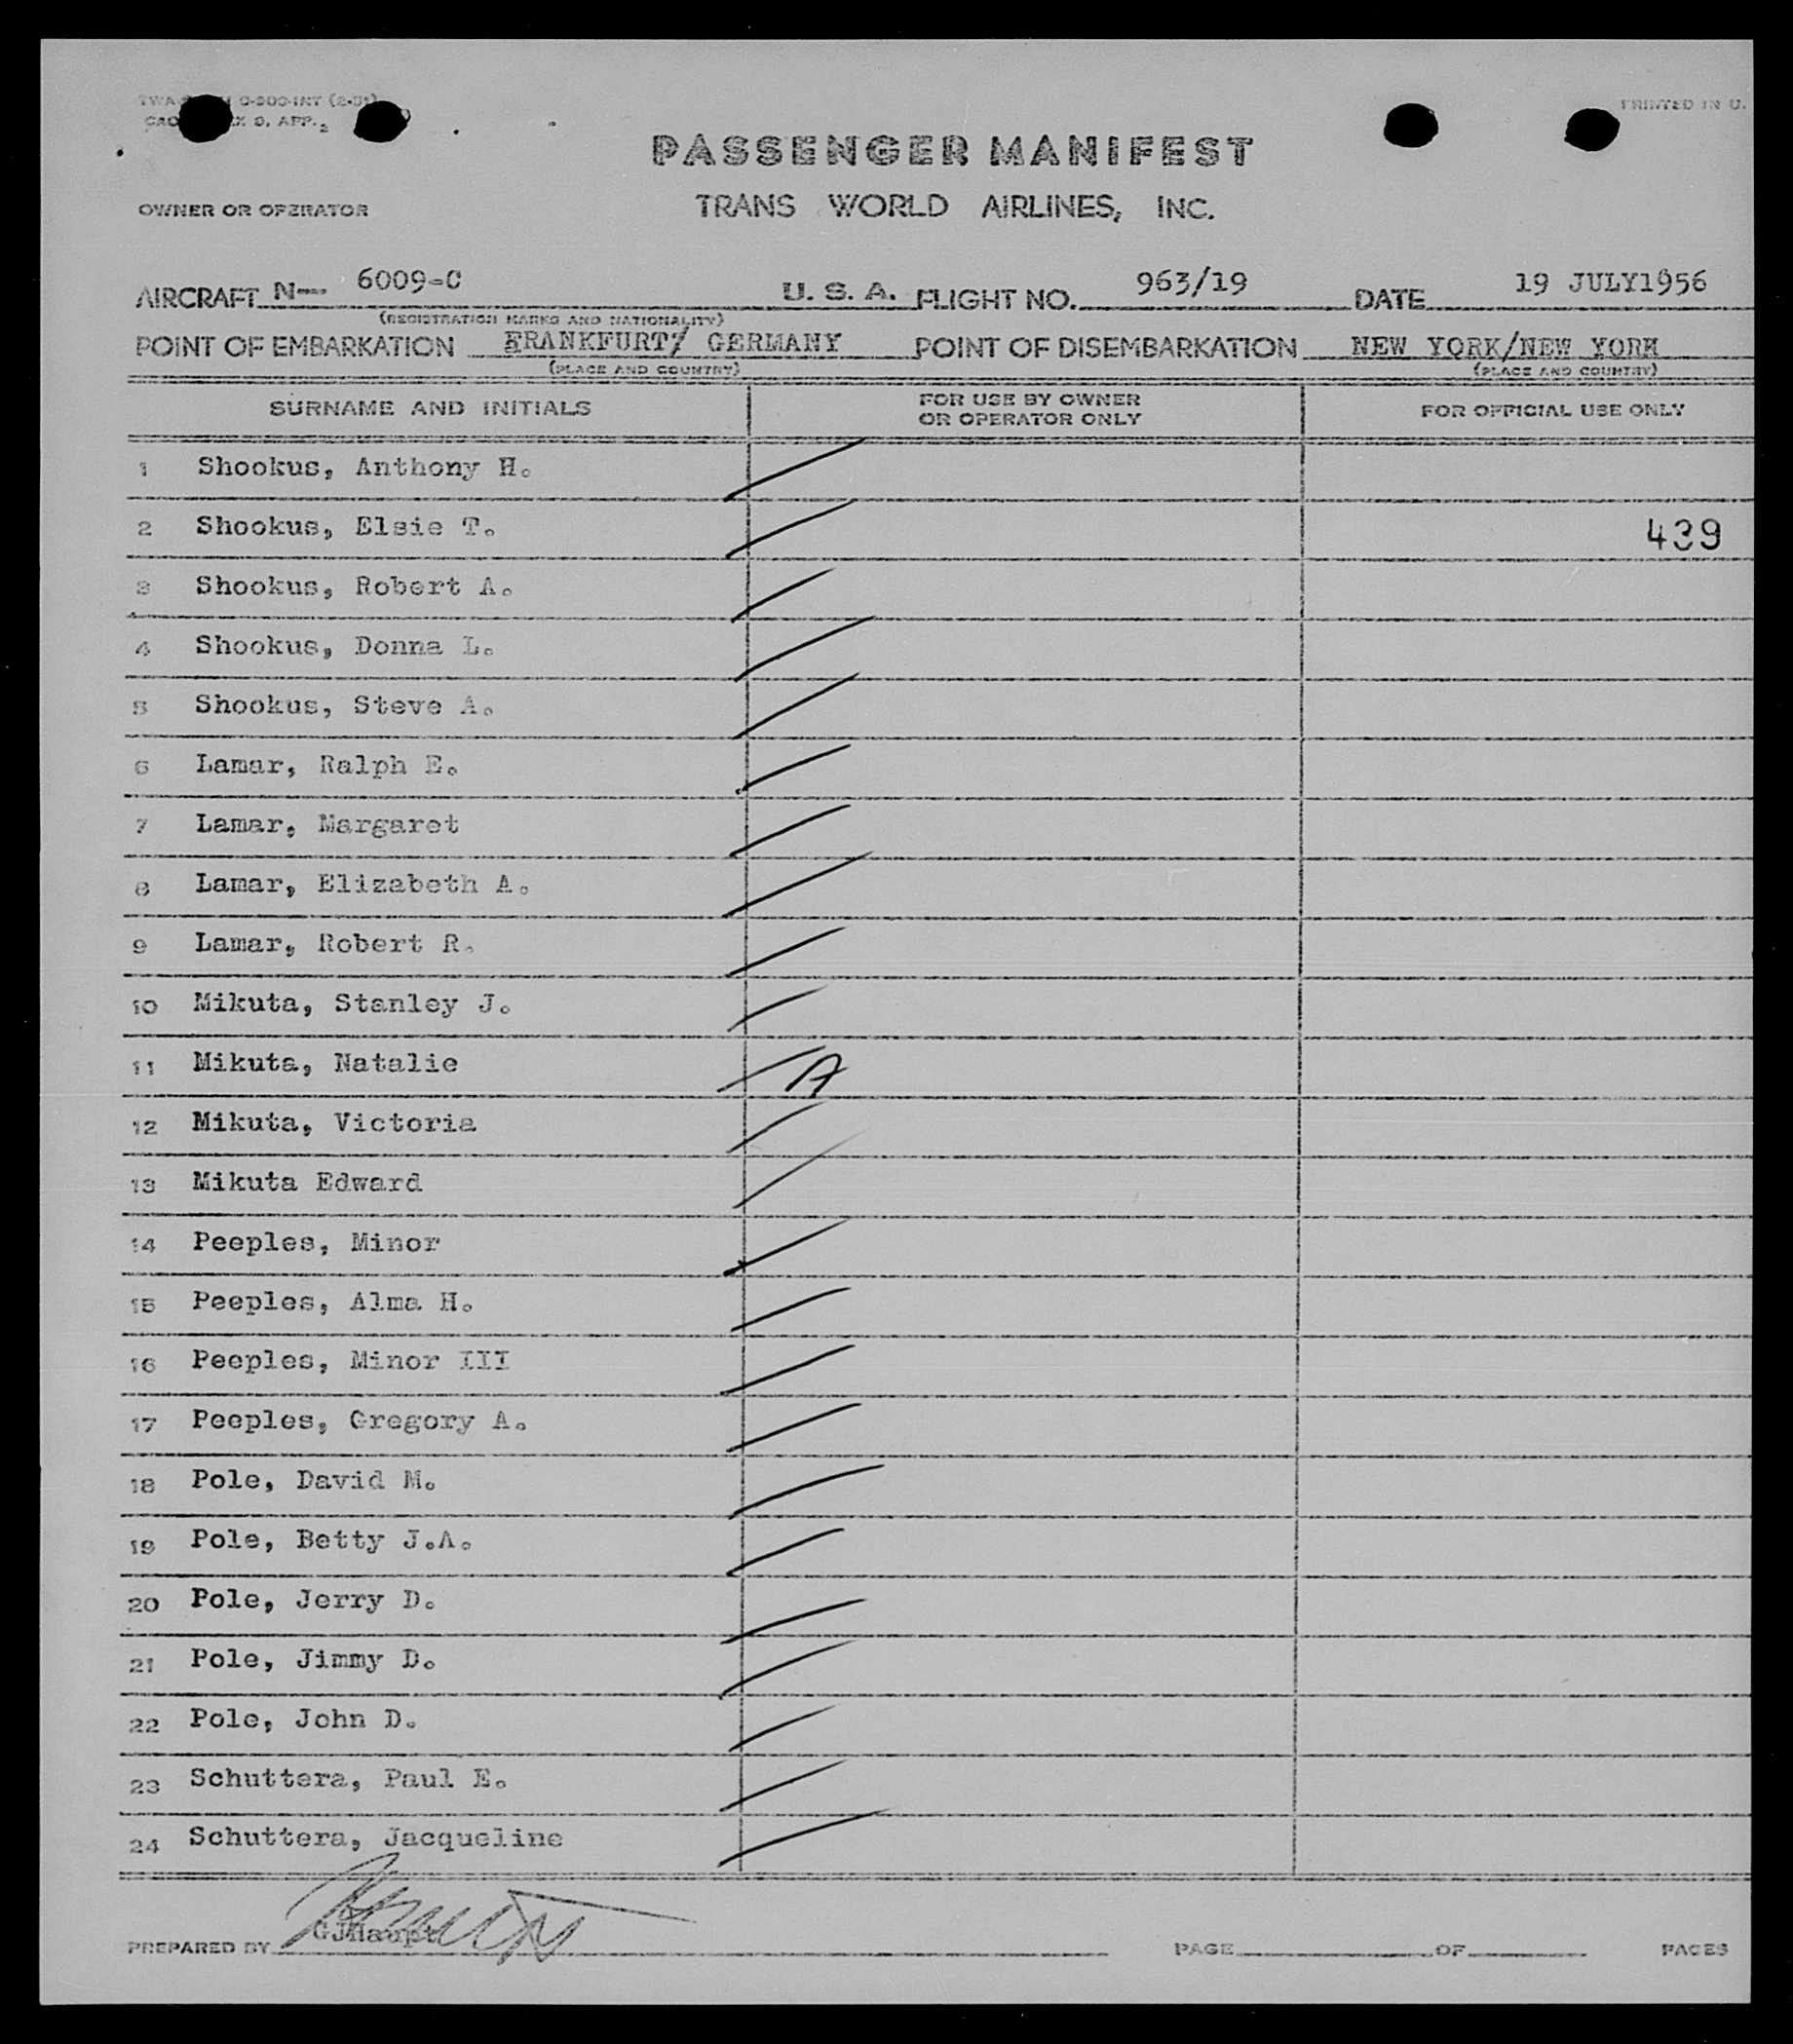 PRINTED IN U.
PASSENGER MANIFEST
OWNER OR OPERATOR TRANS WORLD AIRLINES, INC.
AIRCRAFT N— 6009-C U. S. A. FLIGHT NO. 963/19 DATE 19 JULY1956
(REGISTRATION MARKS AND NATIONALITY)
POINT OF EMBARKATION FRANKFURT/ GERMANY POINT OF DISEMBARKATION NEW YORK/NEW YORK
(PLACE AND COUNTRY) (PLACE AND COUNTRY)
SURNAME AND INITIALS FOR USE BY OWNER OR OPERATOR ONLY FOR OFFICIAL USE ONLY
1 Shookus, Anthony H.
2 Shookus, Elsie T. 439
3 Shookus, Robert A.
4 Shookus, Donna L.
5 Shookus, Steve A.
6 Lamar, Ralph E.
7 Lamar, Margaret
8 Lamar, Elizabeth A.
9 Lamar, Robert R.
10 Mikuta, Stanley J.
11 Mikuta, Natalie A
12 Mikuta, Victoria
13 Mikuta Edward
14 Peeples, Minor
15 Peeples, Alma H.
16 Peeples, Minor III
17 Peeples, Gregory A.
18 Pole, David M.
19 Pole, Betty J.A.
20 Pole, Jerry D.
21 Pole, Jimmy D.
22 Pole, John D.
23 Schuttera, Paul E.
24 Schuttera, Jacqueline
PREPARED BY GJHaupt PAGE OF PAGES